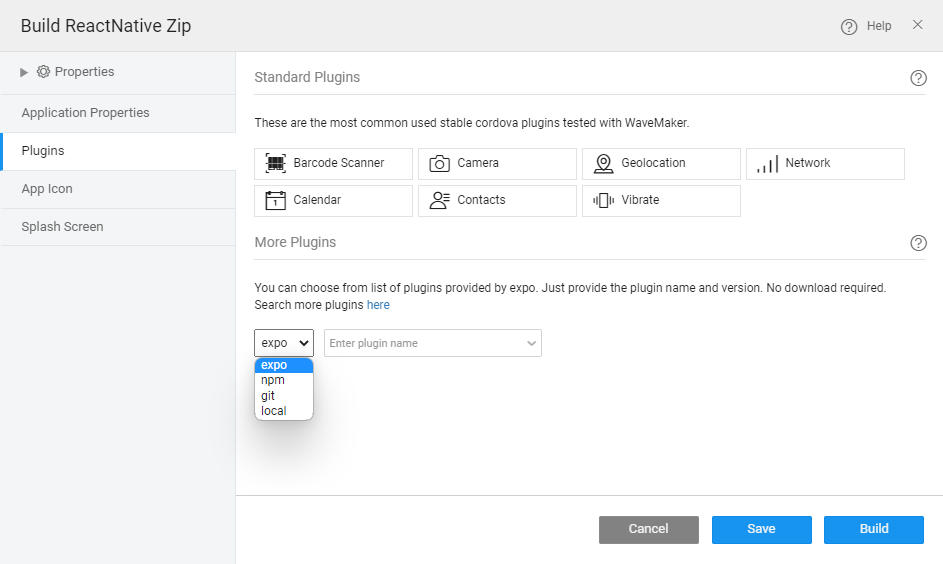 Build ReactNative Zip
Help
Properties
Application Properties
Plugins
App Icon
Splash Screen
Standard Plugins
These are the most common used stable cordova plugins tested with WaveMaker.
Barcode Scanner
Camera
Geolocation
Network
1
Calendar
Contacts
Vibrate
More Plugins
You can choose from list of plugins provided by expo. Just provide the plugin name and version. No download required.
Search more plugins here
expo
Enter plugin name
expo
npm
git
local
Cancel
Save
Build